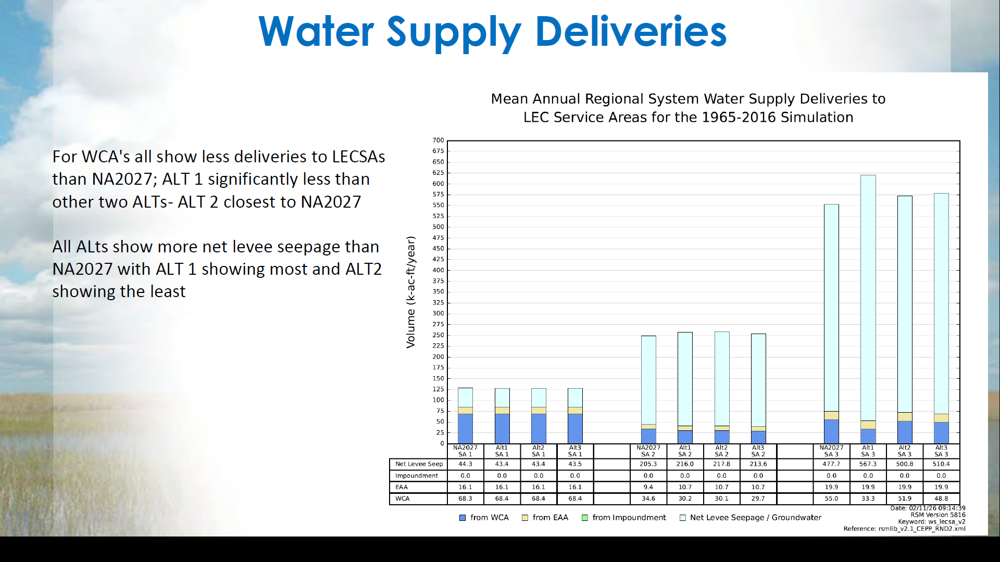 Water Supply Deliveries
For WCA's all show less deliveries to LECSAs
than NA2027; ALT 1 significantly less than
other two ALTs- ALT 2 closest to NA2027
All ALts show more net levee seepage than
NA2027 with ALT 1 showing most and ALT2
showing the least
Mean Annual Regional System Water Supply Deliveries to
LEC Service Areas for the 1965-2016 Simulation
Volume (k-ac-ft/year)
700
675
650
625
600
575
550
525
500
475
450
425
400
375
350
325
300
275
250
225
200
175
150
125
100
75
50
25
0
NA2027 Alt1 Alt2 Alt3 NA2027 Alt1 Alt2 Alt3 NA2027 Alt1 Alt2 Alt3
SA 1 SA 1 SA 1 SA 1 SA 2 SA 2 SA 2 SA 2 SA 3 SA 3 SA 3 SA 3
Net Levee Seep 44.3 43.4 43.4 43.5 205.3 216.0 217.8 213.6 477.7 567.3 500.8 510.4
Impoundment 0.0 0.0 0.0 0.0 0.0 0.0 0.0 0.0 0.0 0.0 0.0 0.0
EAA 16.1 16.1 16.1 16.1 9.4 10.7 10.7 10.7 19.9 19.9 19.9 19.9
WCA 68.3 68.4 68.4 68.4 34.6 30.2 30.1 29.7 55.0 33.3 51.9 48.8
from WCA from EAA from Impoundment Net Levee Seepage / Groundwater
Date: 02/11/26 09:14:39
RSM Version 5816
Keyword: ws_lecsa_v2
Reference: rsmlib_v2.1_CEPP_RND2.xml